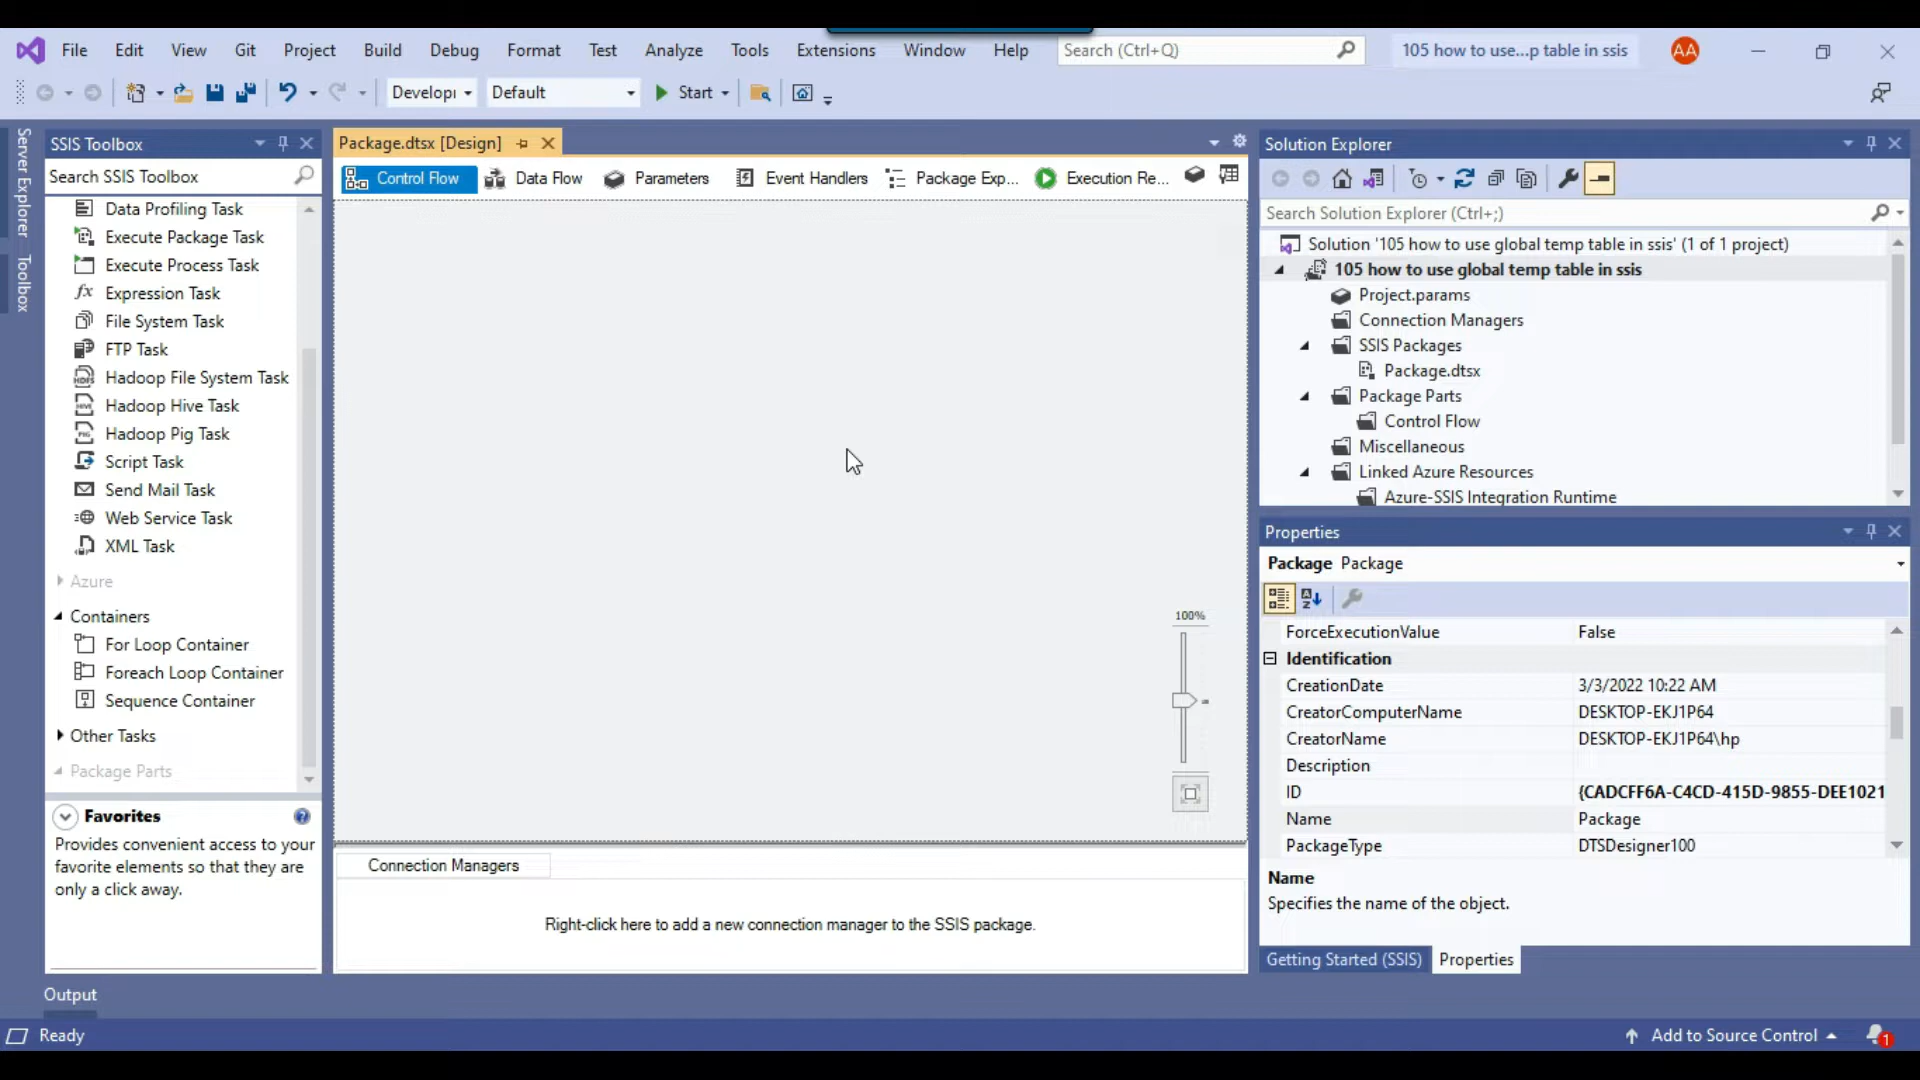 File Edit View Git Project Build Debug Format Test Analyze Tools Extensions Window Help Search (Ctrl+Q) 105 how to use...p table in ssis AA
Developi Default Start
Server Explorer
Toolbox
SSIS Toolbox
Search SSIS Toolbox
Data Profiling Task
Execute Package Task
Execute Process Task
fx Expression Task
File System Task
FTP Task
Hadoop File System Task
Hadoop Hive Task
Hadoop Pig Task
Script Task
Send Mail Task
Web Service Task
XML Task
Azure
Containers
For Loop Container
Foreach Loop Container
Sequence Container
Other Tasks
Package Parts
Favorites
Provides convenient access to your
favorite elements so that they are
only a click away.
Package.dtsx [Design]
Control Flow Data Flow Parameters Event Handlers Package Exp... Execution Re...
100%
Connection Managers
Right-click here to add a new connection manager to the SSIS package.
Solution Explorer
Search Solution Explorer (Ctrl+;)
Solution '105 how to use global temp table in ssis' (1 of 1 project)
105 how to use global temp table in ssis
Project.params
Connection Managers
SSIS Packages
Package.dtsx
Package Parts
Control Flow
Miscellaneous
Linked Azure Resources
Azure-SSIS Integration Runtime
Properties
Package Package
ForceExecutionValue False
Identification
CreationDate 3/3/2022 10:22 AM
CreatorComputerName DESKTOP-EKJ1P64
CreatorName DESKTOP-EKJ1P64\hp
Description
ID {CADCFF6A-C4CD-415D-9855-DEE1021
Name Package
PackageType DTSDesigner100
Name
Specifies the name of the object.
Getting Started (SSIS) Properties
Output
Ready
Add to Source Control 1